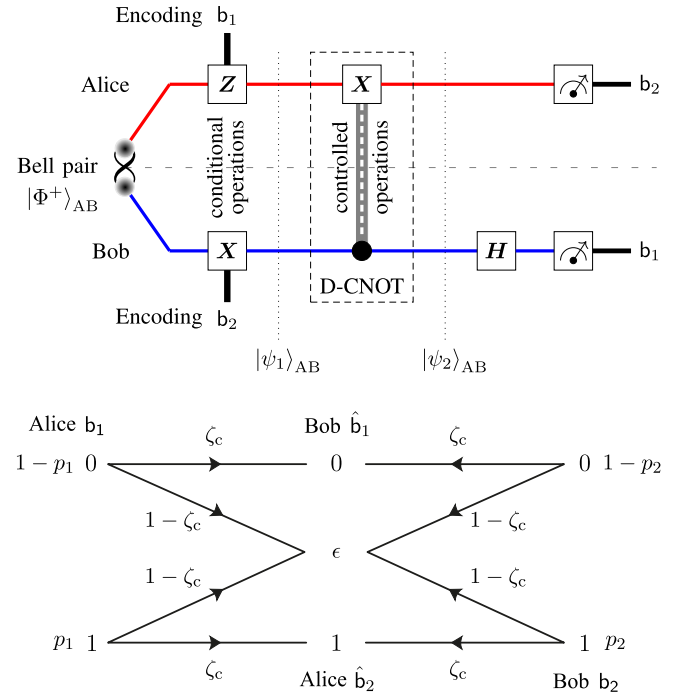 Encoding b₁
Alice Z X b₂
conditional operations
controlled operations
Bell pair
|Φ⁺⟩AB
Bob X H b₁
D-CNOT
Encoding b₂
|ψ₁⟩AB |ψ₂⟩AB
Alice b₁ Bob b̂₁
ζc ζc
1 − p₁ 0 0 0 1 − p₂
1 − ζc 1 − ζc
ϵ
1 − ζc 1 − ζc
p₁ 1 1 1 p₂
ζc ζc
Alice b̂₂ Bob b₂